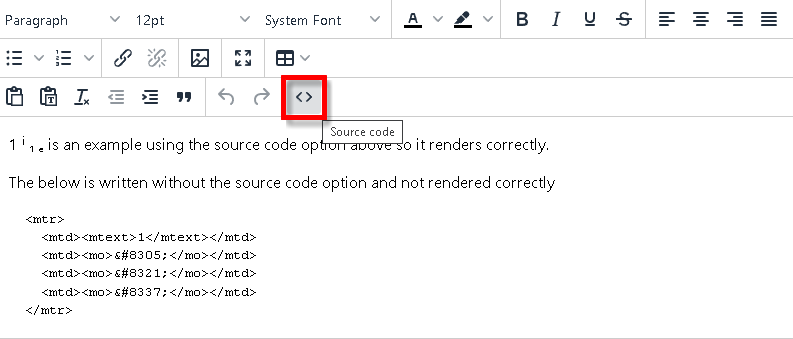 Paragraph 12pt System Font A B I U S
Source code
1 ⁱ ₁ ₑ is an example using the source code option above so it renders correctly.
The below is written without the source code option and not rendered correctly
<mtr>
<mtd><mtext>1</mtext></mtd>
<mtd><mo>&#8305;</mo></mtd>
<mtd><mo>&#8321;</mo></mtd>
<mtd><mo>&#8337;</mo></mtd>
</mtr>